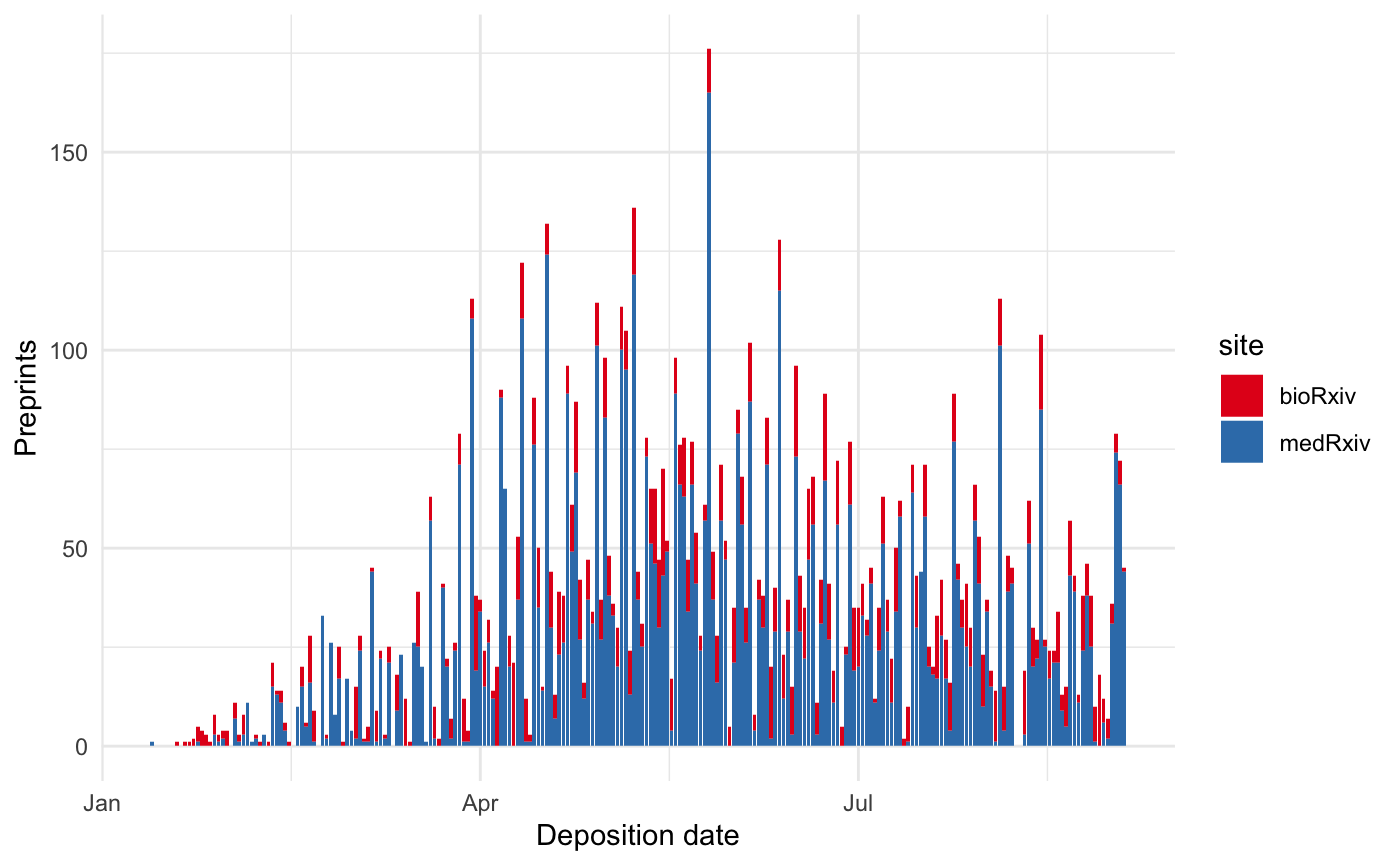 150
100
50
0
Preprints
Jan
Apr
Jul
Deposition date
site
bioRxiv
medRxiv